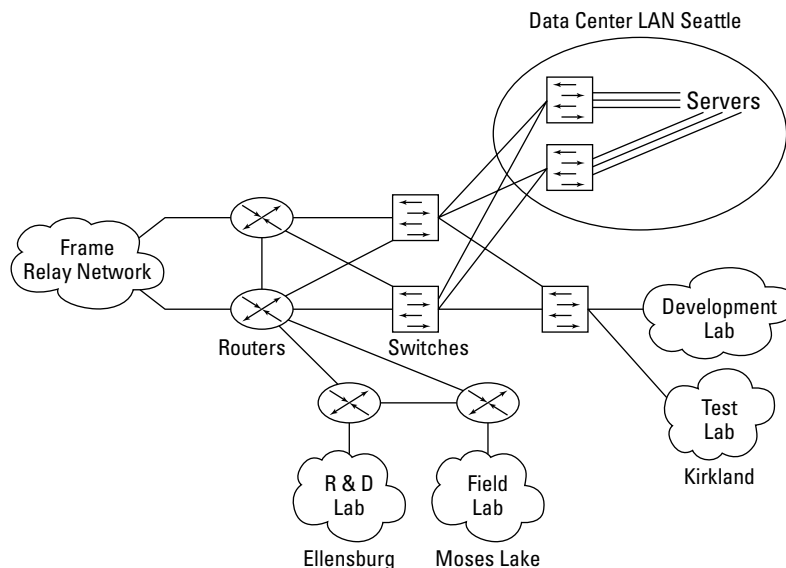 Data Center LAN Seattle
Servers
Frame
Relay Network
Routers
Switches
Development
Lab
Test
Lab
Kirkland
R & D
Lab
Field
Lab
Ellensburg
Moses Lake